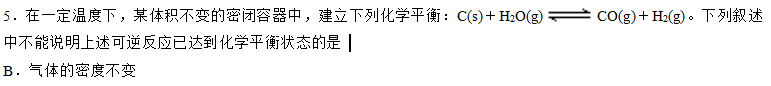 5．在一定温度下，某体积不变的密闭容器中，建立下列化学平衡：C(s)＋H2O(g)⇌CO(g)＋H2(g)。下列叙述
中不能说明上述可逆反应已达到化学平衡状态的是
B．气体的密度不变